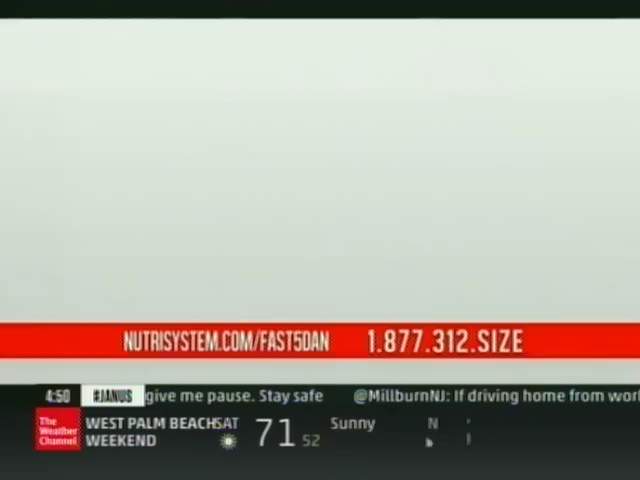 NUTRISYSTEM.COM/FAST5DAN 1.877.312.SIZE
4:50 #JANUS give me pause. Stay safe @MillburnNJ: If driving home from wor
The Weather Channel
WEST PALM BEACH
WEEKEND
SAT
71 52
Sunny
N